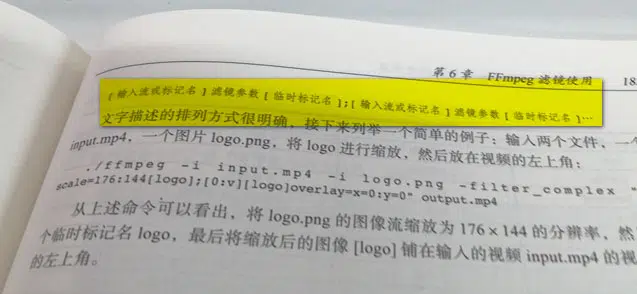 第 6 章 FFmpeg 滤镜使用 18
[ 输入流或标记名 ] 滤镜参数 [ 临时标记名 ];[ 输入流或标记名 ] 滤镜参数 [ 临时标记名 ]…
文字描述的排列方式很明确，接下来列举一个简单的例子：输入两个文件，一个
input.mp4，一个图片 logo.png，将 logo 进行缩放，然后放在视频的左上角：
./ffmpeg -i input.mp4 -i logo.png -filter_complex "
scale=176:144[logo];[0:v][logo]overlay=x=0:y=0" output.mp4
从上述命令可以看出，将 logo.png 的图像流缩放为 176×144 的分辨率，然
个临时标记名 logo，最后将缩放后的图像 [logo] 铺在输入的视频 input.mp4 的视
的左上角。